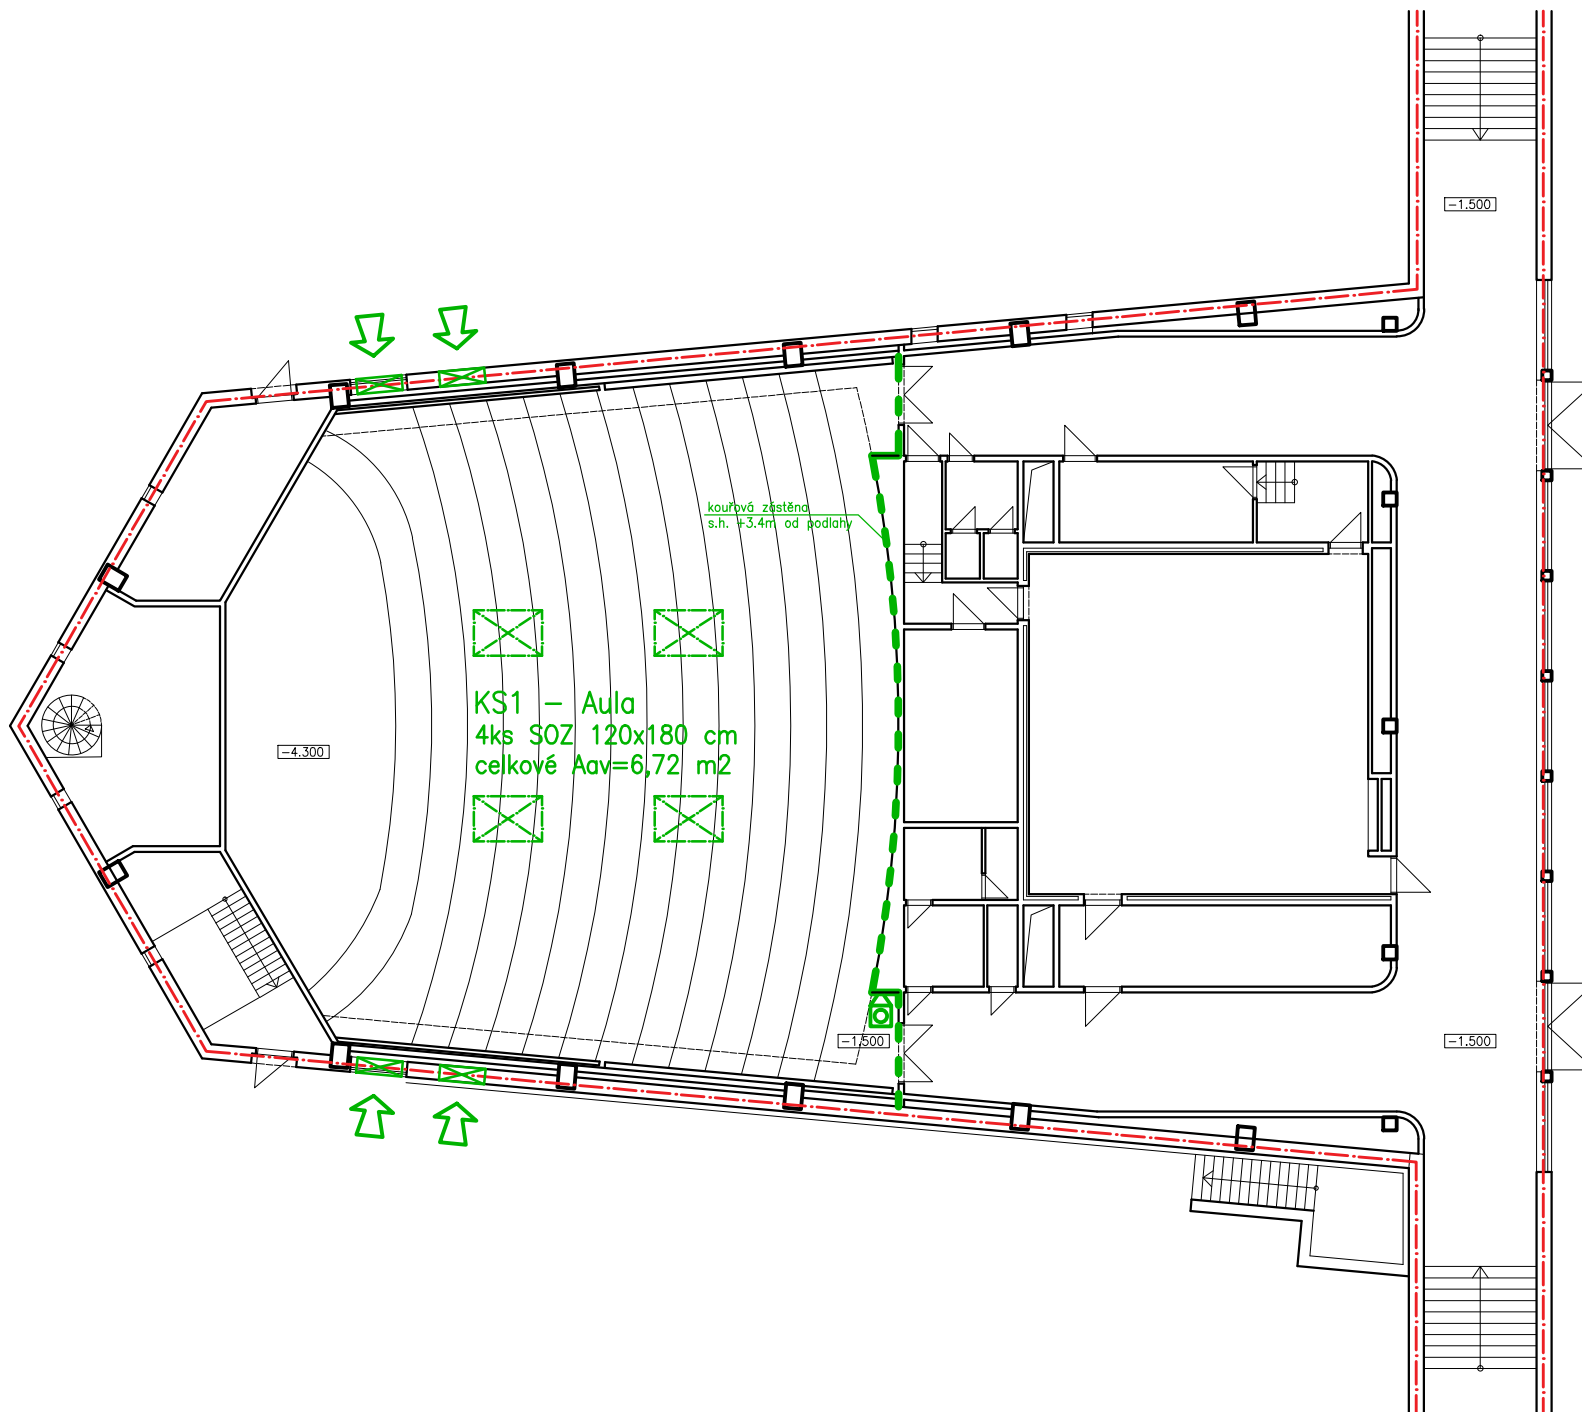 -1.500
kouřová zástěna
s.h. +3.4m od podlahy
KS1 - Aula
4ks SOZ 120x180 cm
celkové Aav=6,72 m2
-4.300
-1.500
-1.500